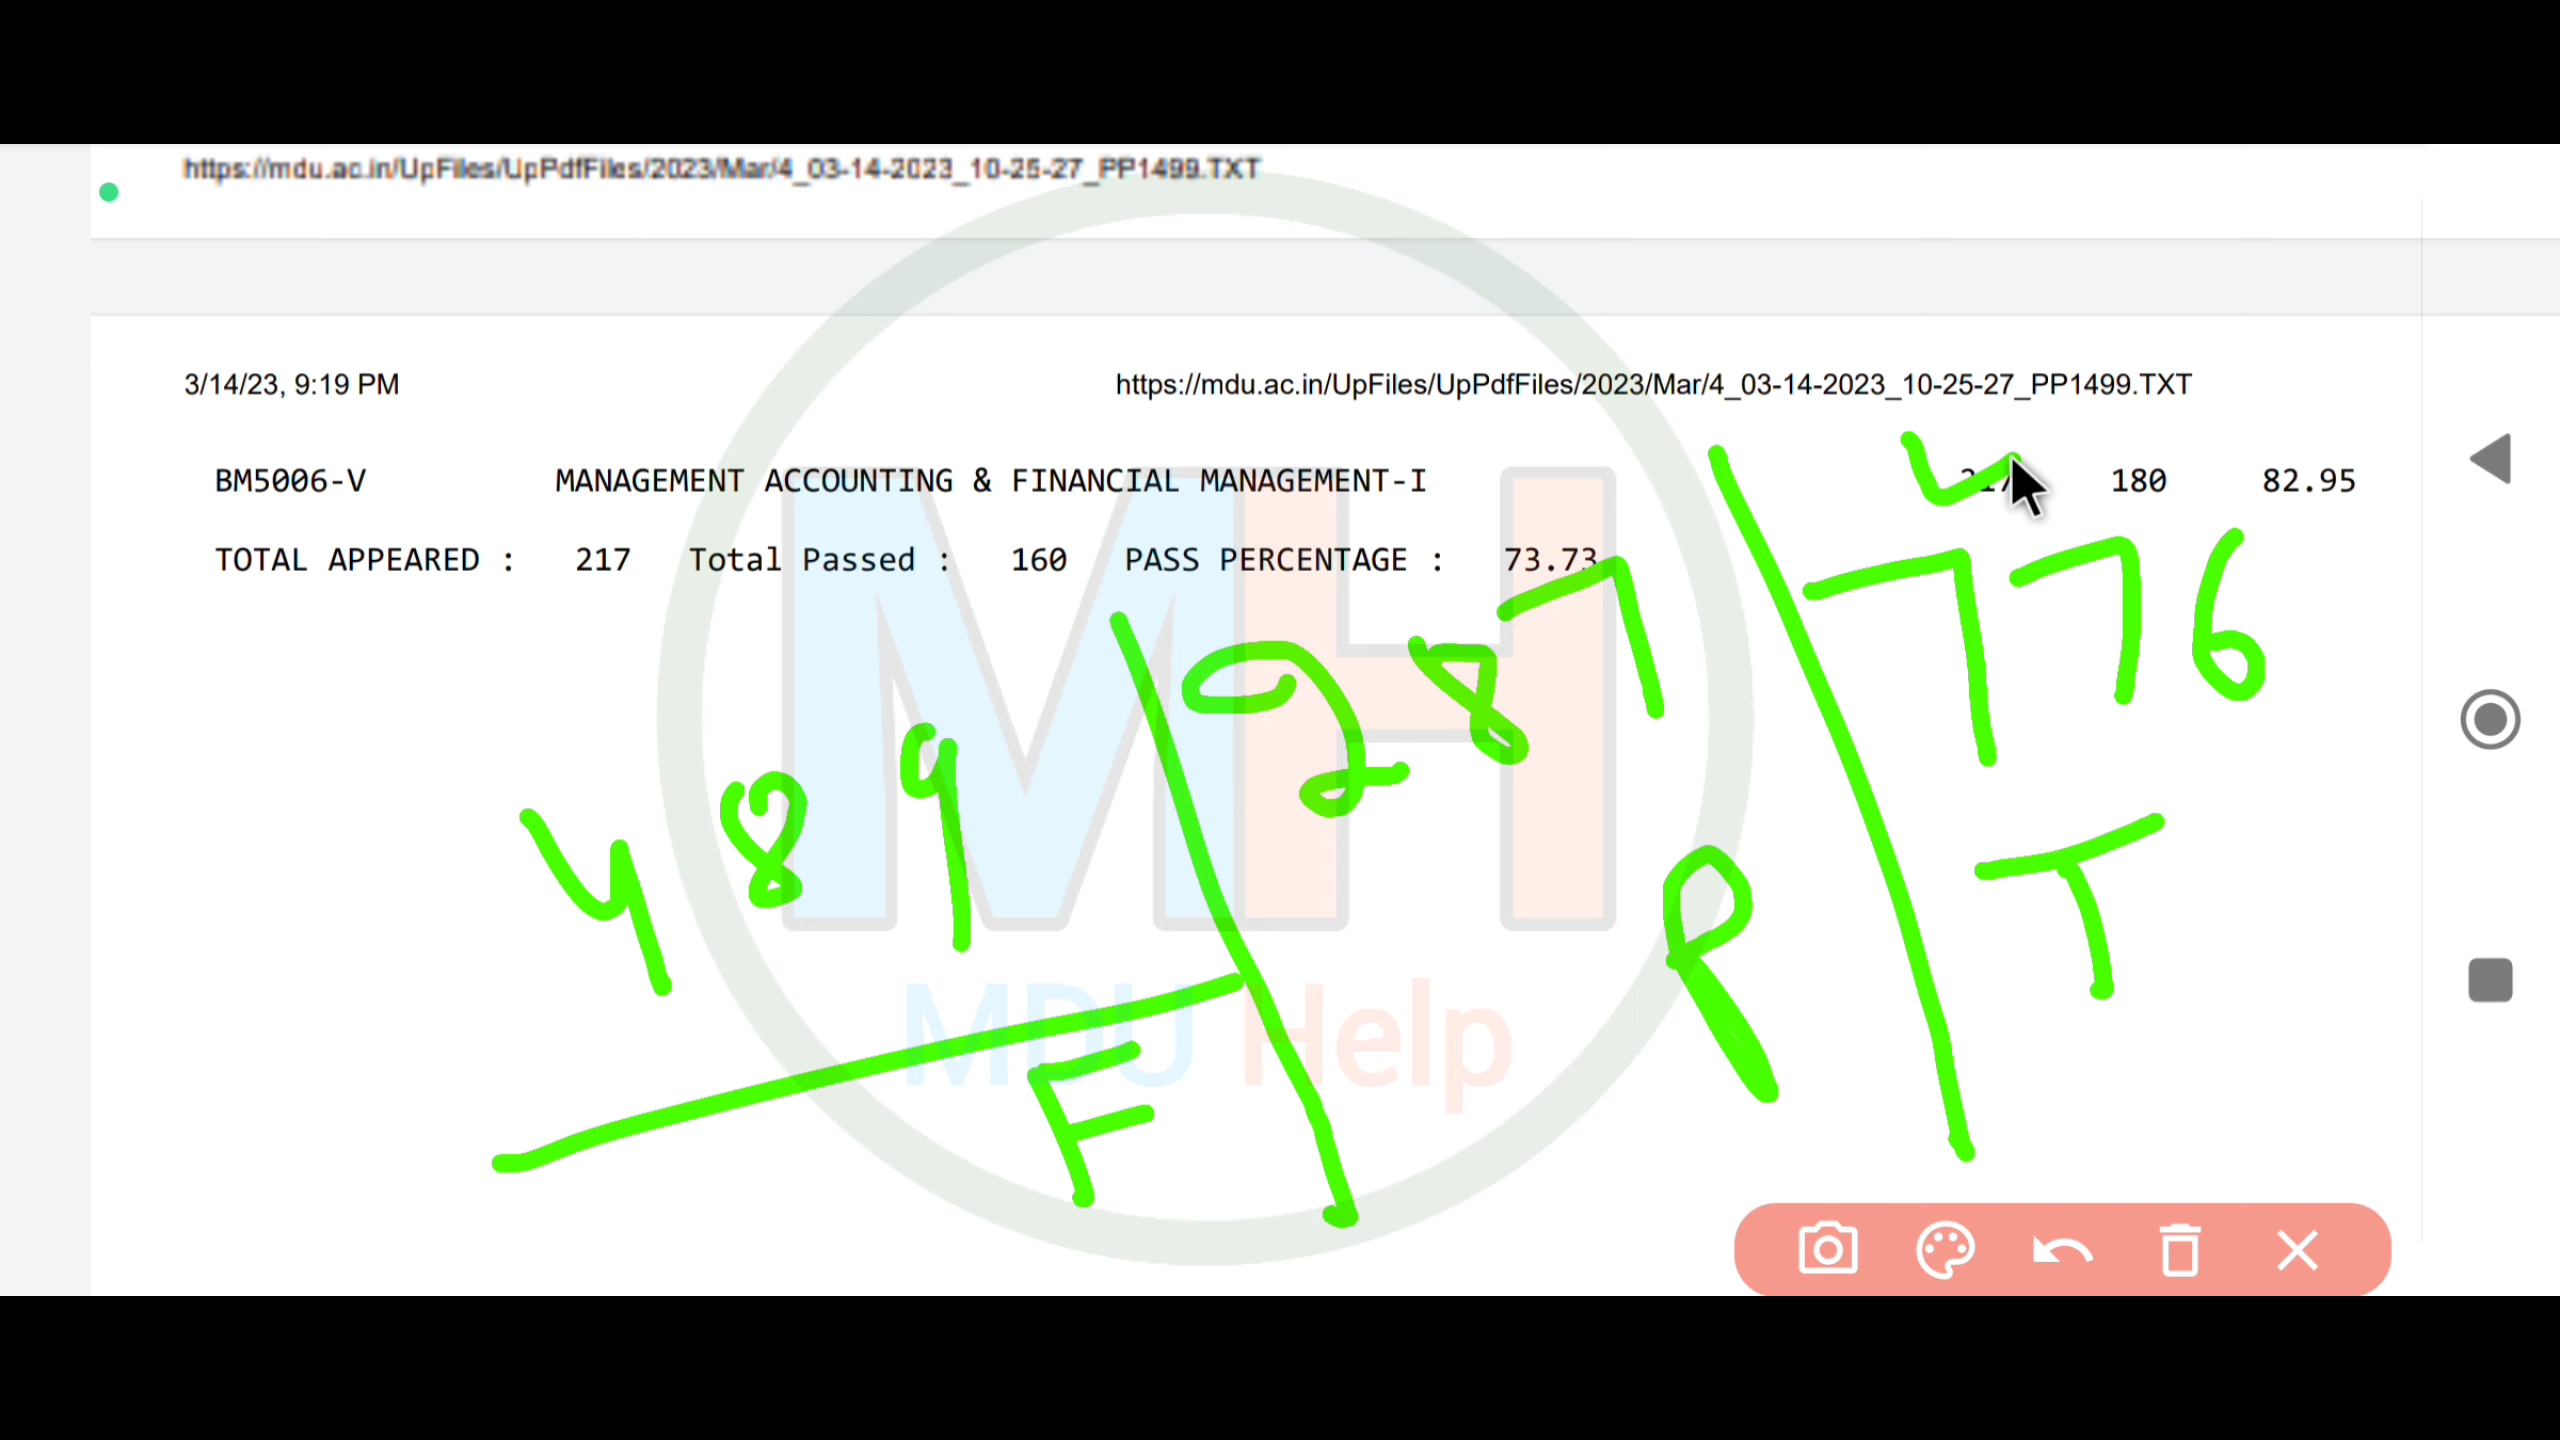 https://mdu.ac.in/UpFiles/UpPdfFiles/2023/Mar/4_03-14-2023_10-25-27_PP1499.TXT
3/14/23, 9:19 PM https://mdu.ac.in/UpFiles/UpPdfFiles/2023/Mar/4_03-14-2023_10-25-27_PP1499.TXT
BM5006-V MANAGEMENT ACCOUNTING & FINANCIAL MANAGEMENT-I 217 180 82.95
TOTAL APPEARED : 217 Total Passed : 160 PASS PERCENTAGE : 73.73
489 287 776
F P T
MH
MDU Help